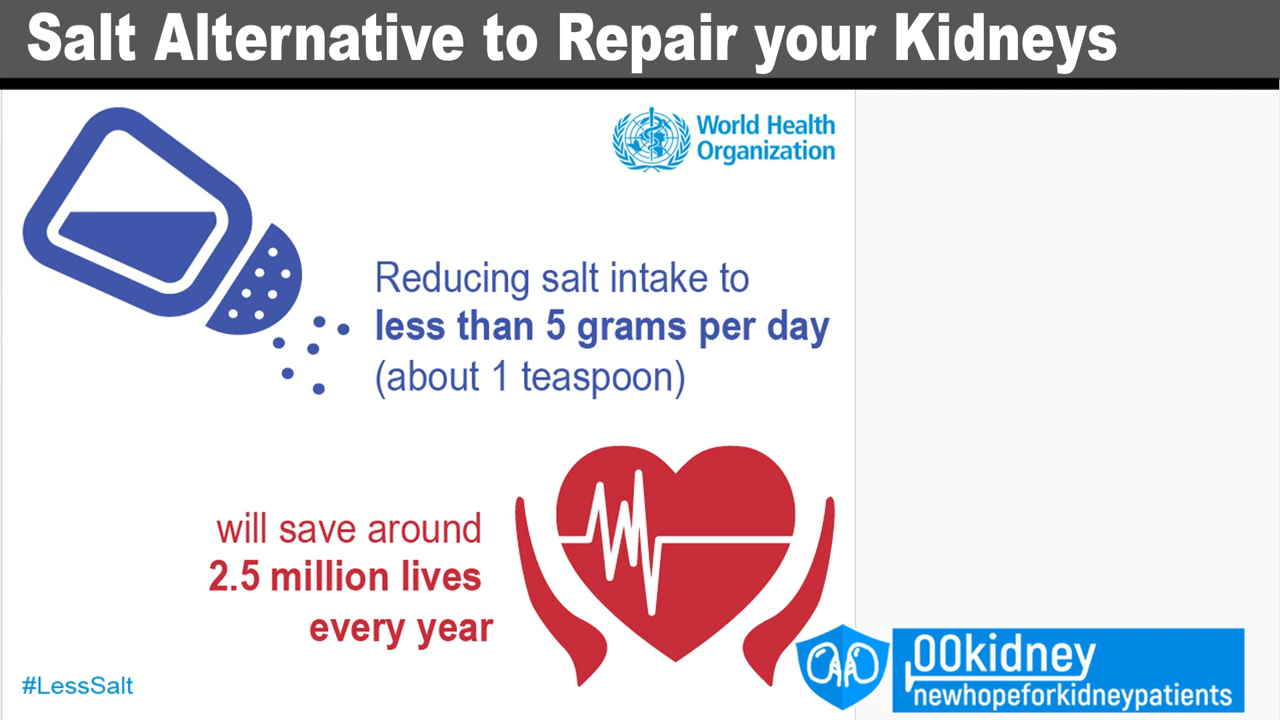 Salt Alternative to Repair your Kidneys
World Health
Organization
Reducing salt intake to
less than 5 grams per day
(about 1 teaspoon)
will save around
2.5 million lives
every year
#LessSalt
00kidney
newhopeforkidneypatients